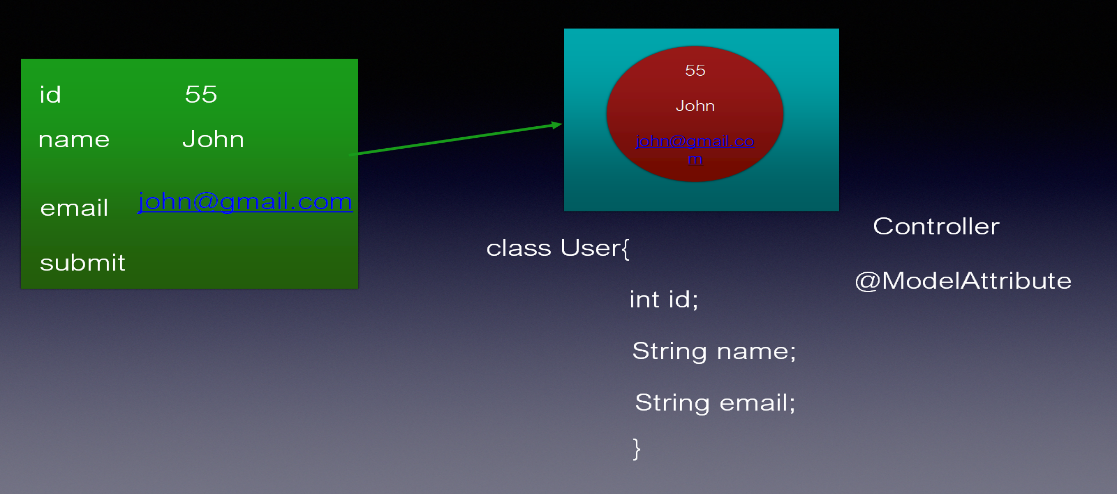 id 55
name John
email john@gmail.com
submit
55
John
john@gmail.co
m
class User{
int id;
String name;
String email;
}
Controller
@ModelAttribute